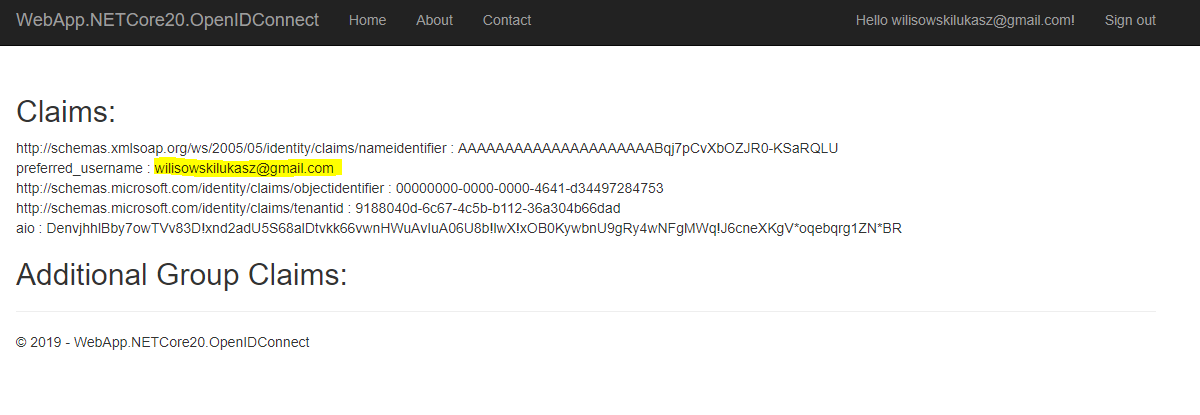 WebApp.NETCore20.OpenIDConnect Home About Contact Hello wilisowskilukasz@gmail.com! Sign out
Claims:
http://schemas.xmlsoap.org/ws/2005/05/identity/claims/nameidentifier : AAAAAAAAAAAAAAAAAAAAABqj7pCvXbOZJR0-KSaRQLU
preferred_username : wilisowskilukasz@gmail.com
http://schemas.microsoft.com/identity/claims/objectidentifier : 00000000-0000-0000-4641-d34497284753
http://schemas.microsoft.com/identity/claims/tenantid : 9188040d-6c67-4c5b-b112-36a304b66dad
aio : DenvjhhlBby7owTVv83D!xnd2adU5S68alDtvkk66vwnHWuAvIuA06U8b!IwX!xOB0KywbnU9gRy4wNFgMWq!J6cneXKgV*oqebqrg1ZN*BR
Additional Group Claims:
© 2019 - WebApp.NETCore20.OpenIDConnect